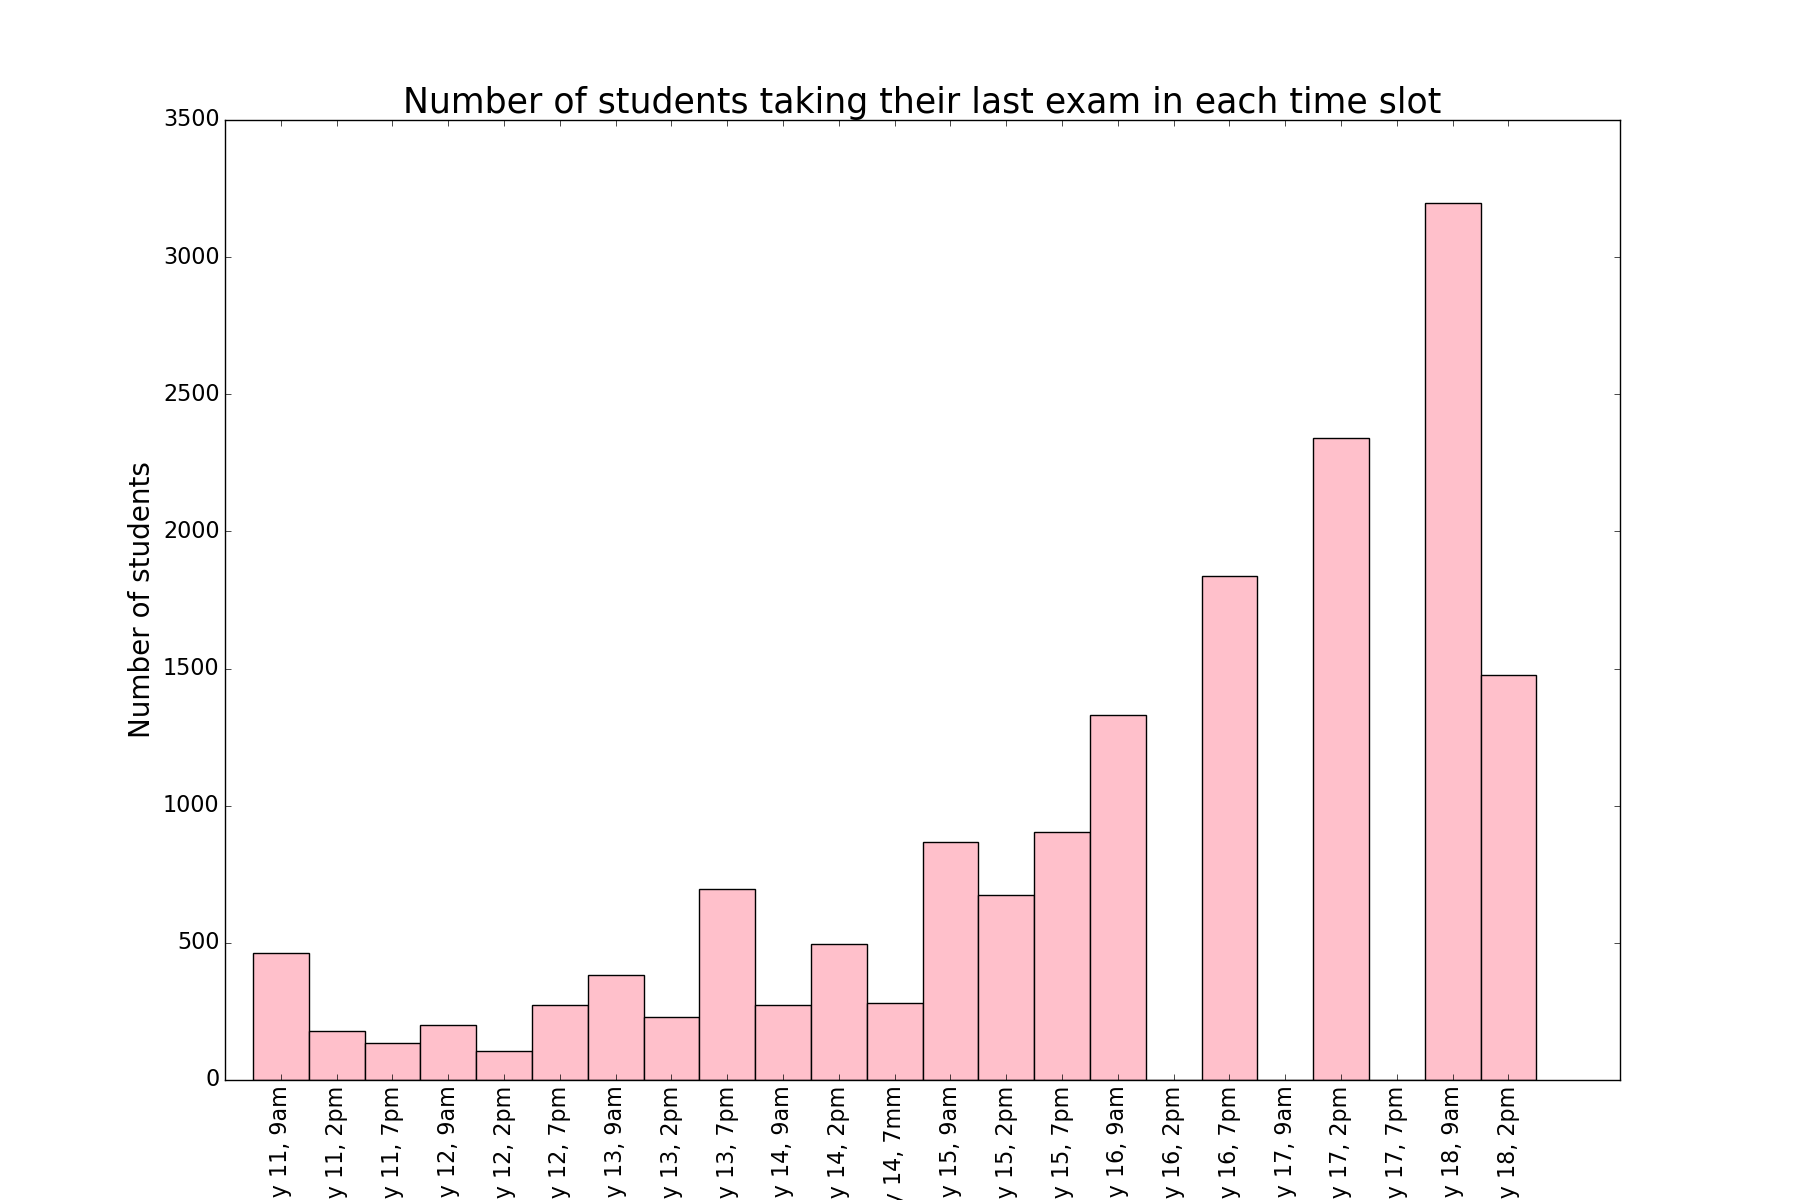 Number of students taking their last exam in each time slot
Number of students
3500
3000
2500
2000
1500
1000
500
0
y 11, 9am
y 11, 2pm
y 11, 7pm
y 12, 9am
y 12, 2pm
y 12, 7pm
y 13, 9am
y 13, 2pm
y 13, 7pm
y 14, 9am
y 14, 2pm
y 14, 7mm
y 15, 9am
y 15, 2pm
y 15, 7pm
y 16, 9am
y 16, 2pm
y 16, 7pm
y 17, 9am
y 17, 2pm
y 17, 7pm
y 18, 9am
y 18, 2pm